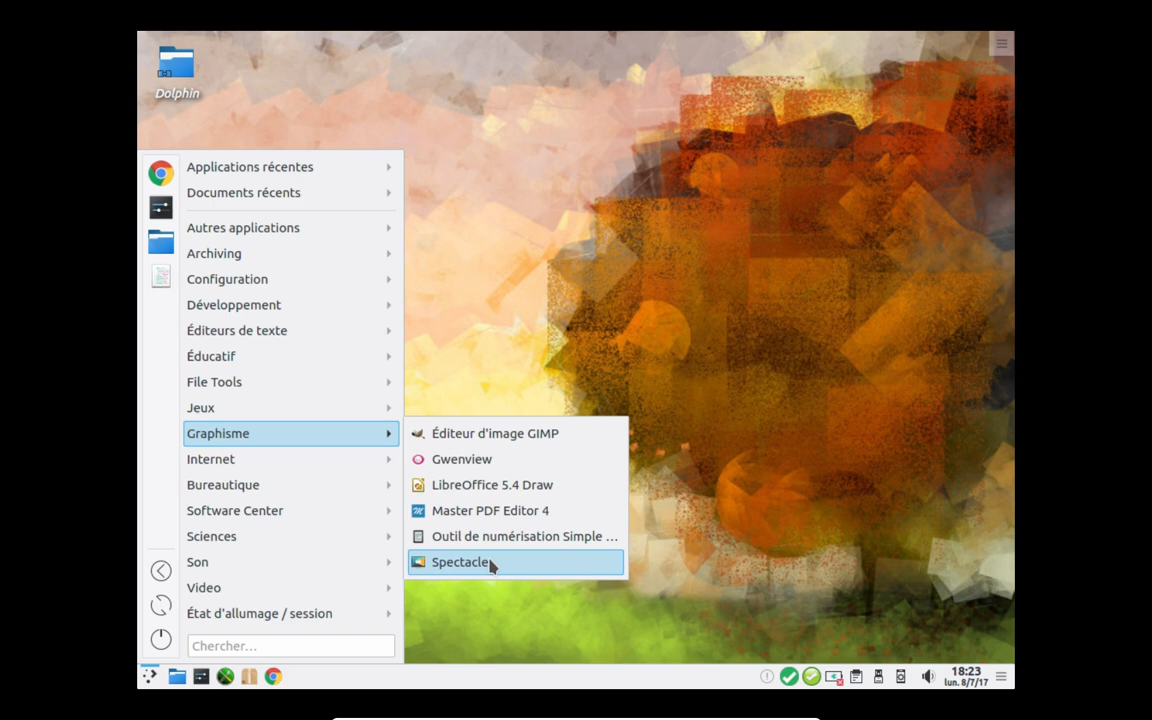 Dolphin
Applications récentes
Documents récents
Autres applications
Archiving
Configuration
Développement
Éditeurs de texte
Éducatif
File Tools
Jeux
Graphisme
Internet
Bureautique
Software Center
Sciences
Son
Video
État d'allumage / session
Chercher...
Éditeur d'image GIMP
Gwenview
LibreOffice 5.4 Draw
Master PDF Editor 4
Outil de numérisation Simple ...
Spectacle
18:23
lun. 8/7/17